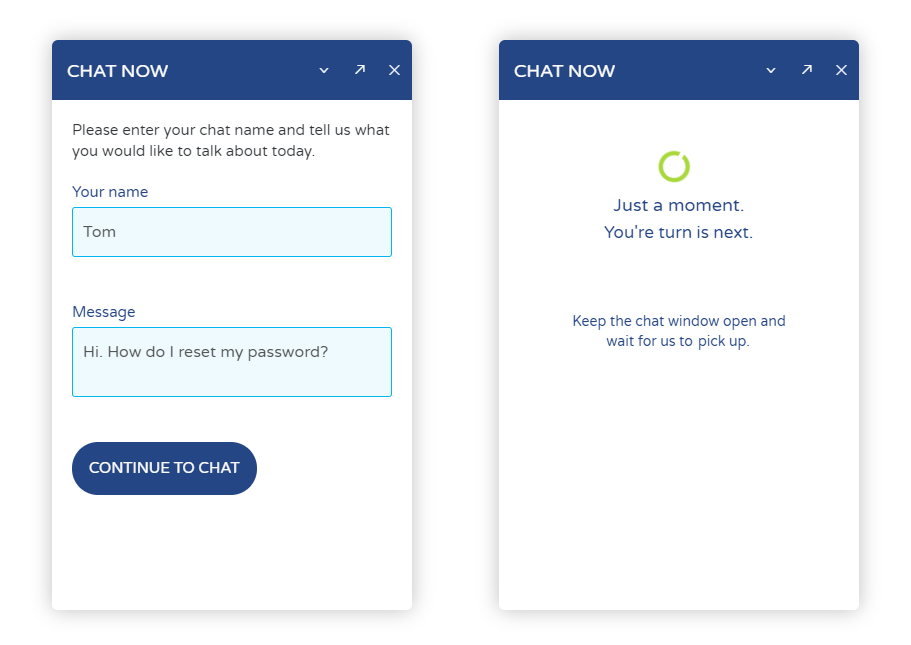 CHAT NOW
Please enter your chat name and tell us what
you would like to talk about today.
Your name
Tom
Message
Hi. How do I reset my password?
CONTINUE TO CHAT
CHAT NOW
Just a moment.
You're turn is next.
Keep the chat window open and
wait for us to pick up.